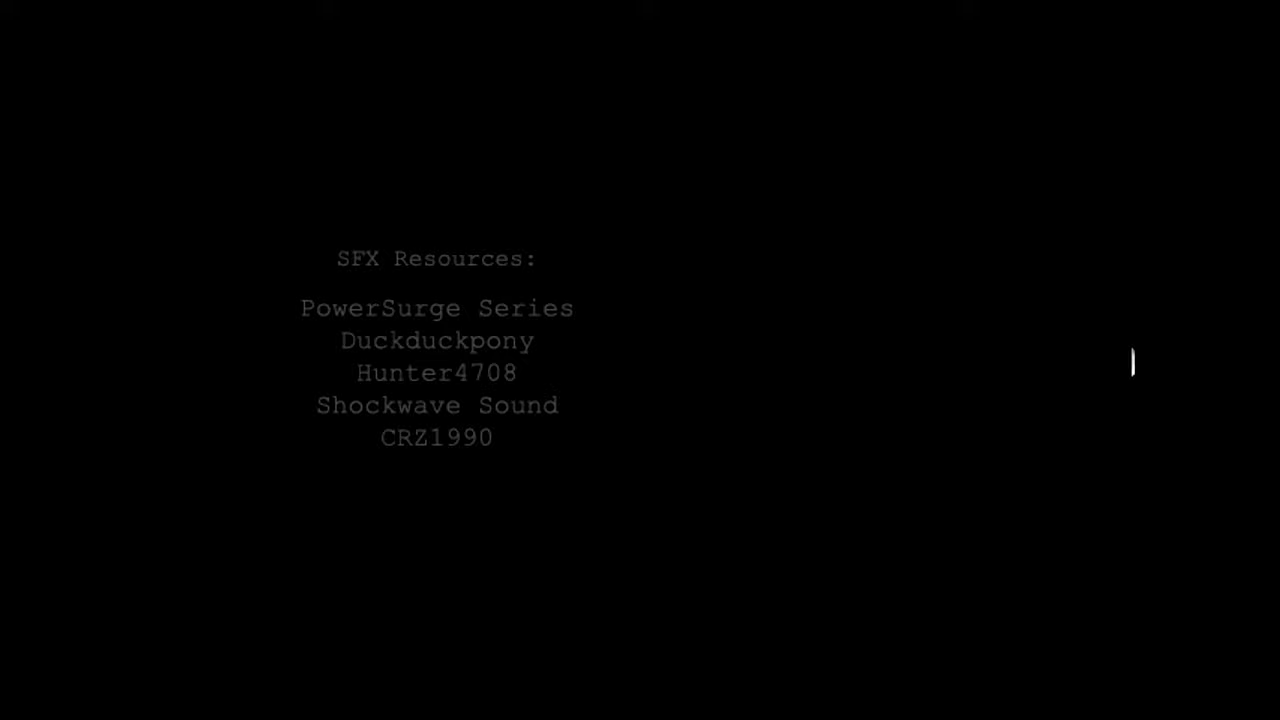 SFX Resources:
PowerSurge Series
Duckduckpony
Hunter4708
Shockwave Sound
CRZ1990